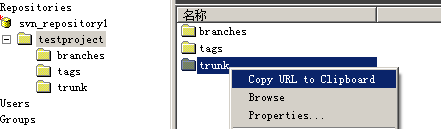 Repositories
svn_repository1
testproject
branches
tags
trunk
Users
Groups
名称
branches
tags
trunk
Copy URL to Clipboard
Browse
Properties...